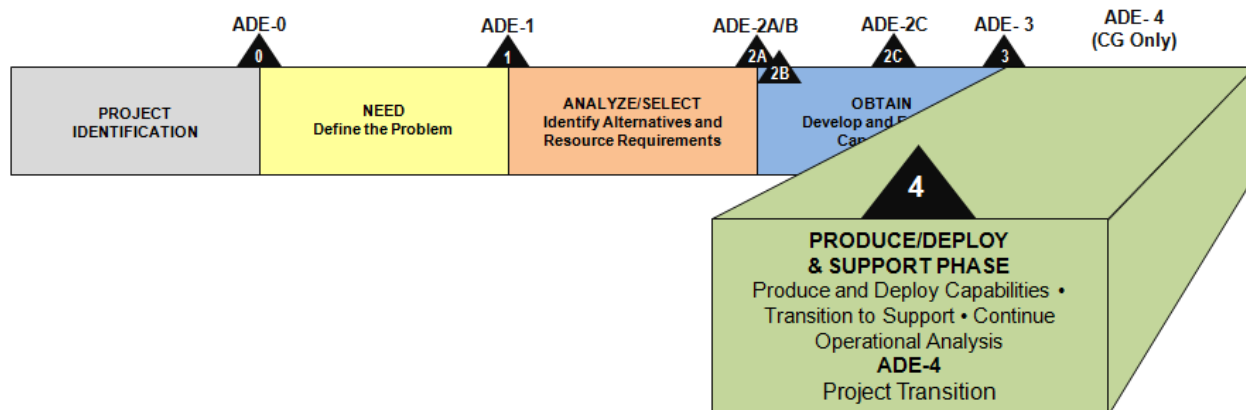 ADE-0
ADE-1
ADE-2A/B
ADE-2C
ADE- 3
ADE- 4
(CG Only)
0
1
2A
2B
2C
3
PROJECT
IDENTIFICATION
NEED
Define the Problem
ANALYZE/SELECT
Identify Alternatives and
Resource Requirements
OBTAIN
Develop and
4
PRODUCE/DEPLOY
& SUPPORT PHASE
Produce and Deploy Capabilities •
Transition to Support • Continue
Operational Analysis
ADE-4
Project Transition